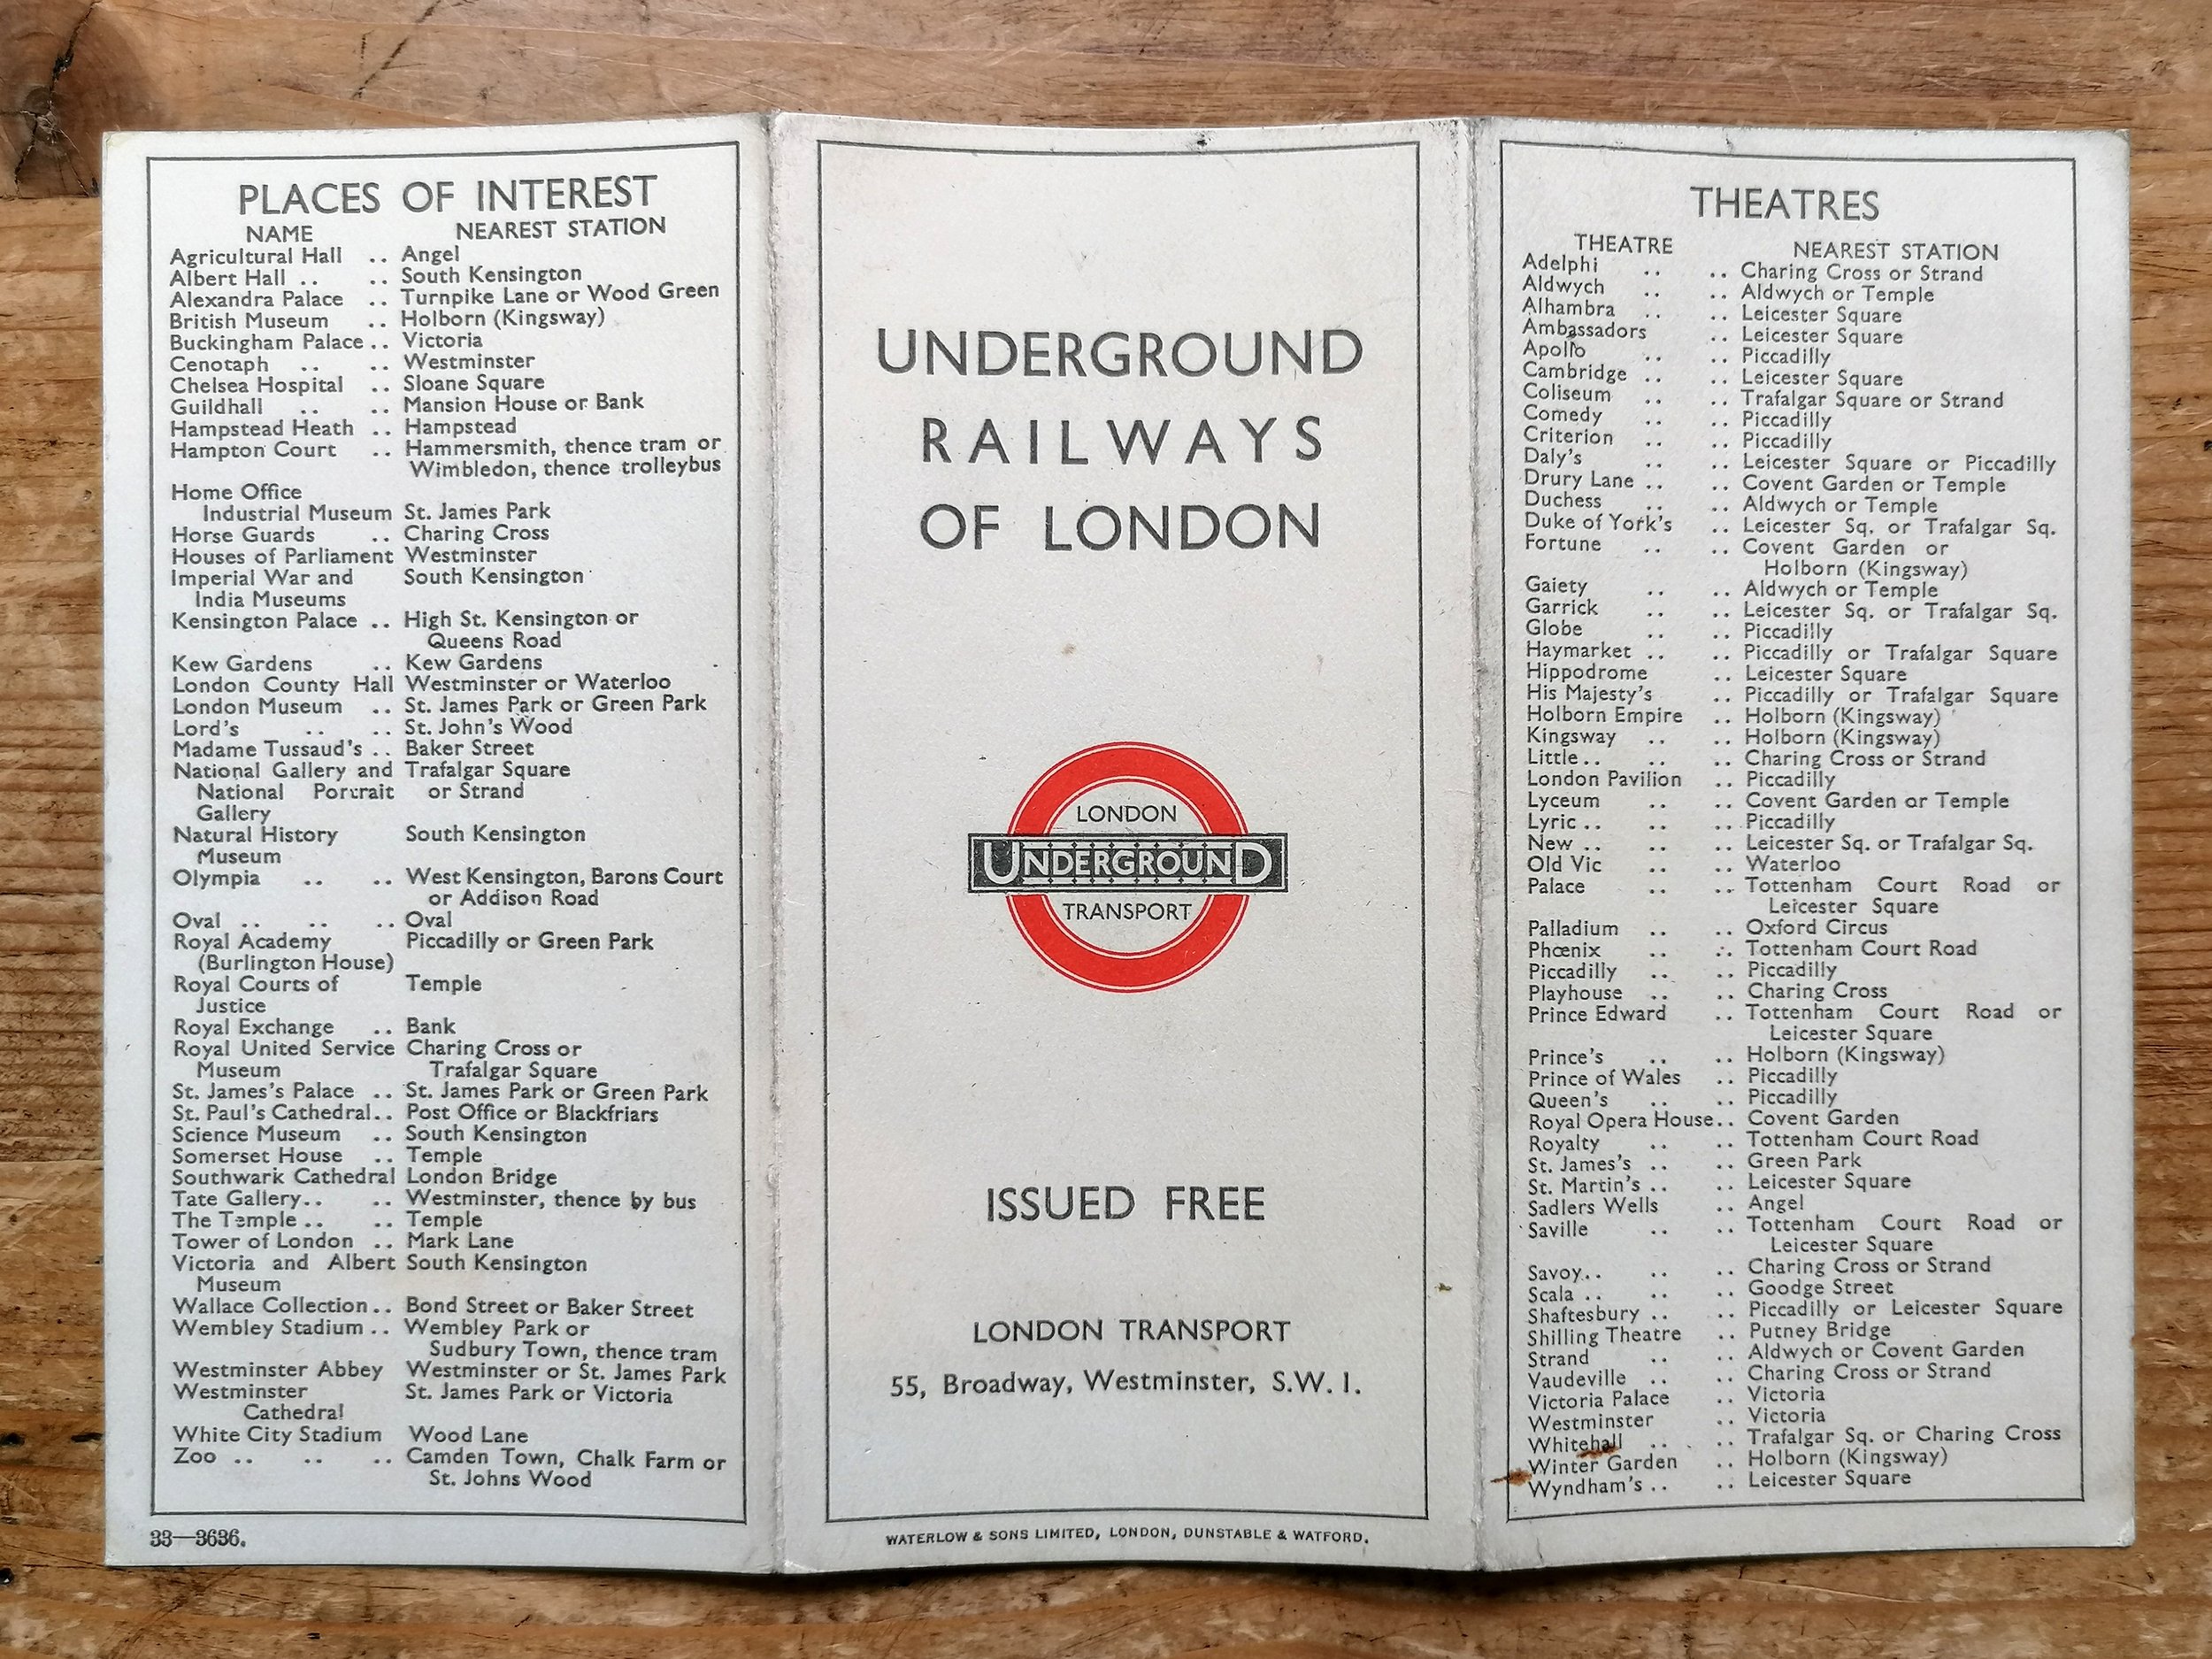 PLACES OF INTEREST
NAME NEAREST STATION
Agricultural Hall .. Angel
Albert Hall .. .. South Kensington
Alexandra Palace .. Turnpike Lane or Wood Green
British Museum .. Holborn (Kingsway)
Buckingham Palace .. Victoria
Cenotaph .. .. Westminster
Chelsea Hospital .. Sloane Square
Guildhall .. .. Mansion House or Bank
Hampstead Heath .. Hampstead
Hampton Court .. Hammersmith, thence tram or
Wimbledon, thence trolleybus
Home Office
Industrial Museum St. James Park
Horse Guards .. Charing Cross
Houses of Parliament Westminster
Imperial War and South Kensington
India Museums
Kensington Palace .. High St. Kensington or
Queens Road
Kew Gardens .. Kew Gardens
London County Hall Westminster or Waterloo
London Museum .. St. James Park or Green Park
Lord's .. .. St. John's Wood
Madame Tussaud's .. Baker Street
National Gallery and Trafalgar Square
National Portrait or Strand
Gallery
Natural History South Kensington
Museum
Olympia .. .. West Kensington, Barons Court
or Addison Road
Oval .. .. .. Oval
Royal Academy Piccadilly or Green Park
(Burlington House)
Royal Courts of Temple
Justice
Royal Exchange .. Bank
Royal United Service Charing Cross or
Museum Trafalgar Square
St. James's Palace .. St. James Park or Green Park
St. Paul's Cathedral .. Post Office or Blackfriars
Science Museum .. South Kensington
Somerset House .. Temple
Southwark Cathedral London Bridge
Tate Gallery .. .. Westminster, thence by bus
The Temple .. .. Temple
Tower of London .. Mark Lane
Victoria and Albert South Kensington
Museum
Wallace Collection .. Bond Street or Baker Street
Wembley Stadium .. Wembley Park or
Sudbury Town, thence tram
Westminster Abbey Westminster or St. James Park
Westminster St. James Park or Victoria
Cathedral
White City Stadium Wood Lane
Zoo .. .. .. Camden Town, Chalk Farm or
St. Johns Wood
33—3636.
UNDERGROUND
RAILWAYS
OF LONDON
LONDON
UNDERGROUND
TRANSPORT
ISSUED FREE
LONDON TRANSPORT
55, Broadway, Westminster, S.W.1.
WATERLOW & SONS LIMITED, LONDON, DUNSTABLE & WATFORD.
THEATRES
THEATRE NEAREST STATION
Adelphi .. .. Charing Cross or Strand
Aldwych .. .. Aldwych or Temple
Alhambra .. .. Leicester Square
Ambassadors .. Leicester Square
Apollo .. .. Piccadilly
Cambridge .. .. Leicester Square
Coliseum .. .. Trafalgar Square or Strand
Comedy .. .. Piccadilly
Criterion .. .. Piccadilly
Daly's .. .. Leicester Square or Piccadilly
Drury Lane .. .. Covent Garden or Temple
Duchess .. .. Aldwych or Temple
Duke of York's .. Leicester Sq. or Trafalgar Sq.
Fortune .. .. Covent Garden or
Holborn (Kingsway)
Gaiety .. .. Aldwych or Temple
Garrick .. .. Leicester Sq. or Trafalgar Sq.
Globe .. .. Piccadilly
Haymarket .. .. Piccadilly or Trafalgar Square
Hippodrome .. Leicester Square
His Majesty's .. Piccadilly or Trafalgar Square
Holborn Empire .. Holborn (Kingsway)
Kingsway .. .. Holborn (Kingsway)
Little .. .. .. Charing Cross or Strand
London Pavilion .. Piccadilly
Lyceum .. .. Covent Garden or Temple
Lyric .. .. .. Piccadilly
New .. .. .. Leicester Sq. or Trafalgar Sq.
Old Vic .. .. Waterloo
Palace .. .. Tottenham Court Road or
Leicester Square
Palladium .. .. Oxford Circus
Phœnix .. .. Tottenham Court Road
Piccadilly .. .. Piccadilly
Playhouse .. .. Charing Cross
Prince Edward .. Tottenham Court Road or
Leicester Square
Prince's .. .. Holborn (Kingsway)
Prince of Wales .. Piccadilly
Queen's .. .. Piccadilly
Royal Opera House .. Covent Garden
Royalty .. .. Tottenham Court Road
St. James's .. .. Green Park
St. Martin's .. .. Leicester Square
Sadlers Wells .. Angel
Saville .. .. Tottenham Court Road or
Leicester Square
Savoy .. .. .. Charing Cross or Strand
Scala .. .. .. Goodge Street
Shaftesbury .. .. Piccadilly or Leicester Square
Shilling Theatre .. Putney Bridge
Strand .. .. Aldwych or Covent Garden
Vaudeville .. .. Charing Cross or Strand
Victoria Palace .. Victoria
Westminster .. Victoria
Whitehall .. .. Trafalgar Sq. or Charing Cross
Winter Garden .. Holborn (Kingsway)
Wyndham's .. .. Leicester Square